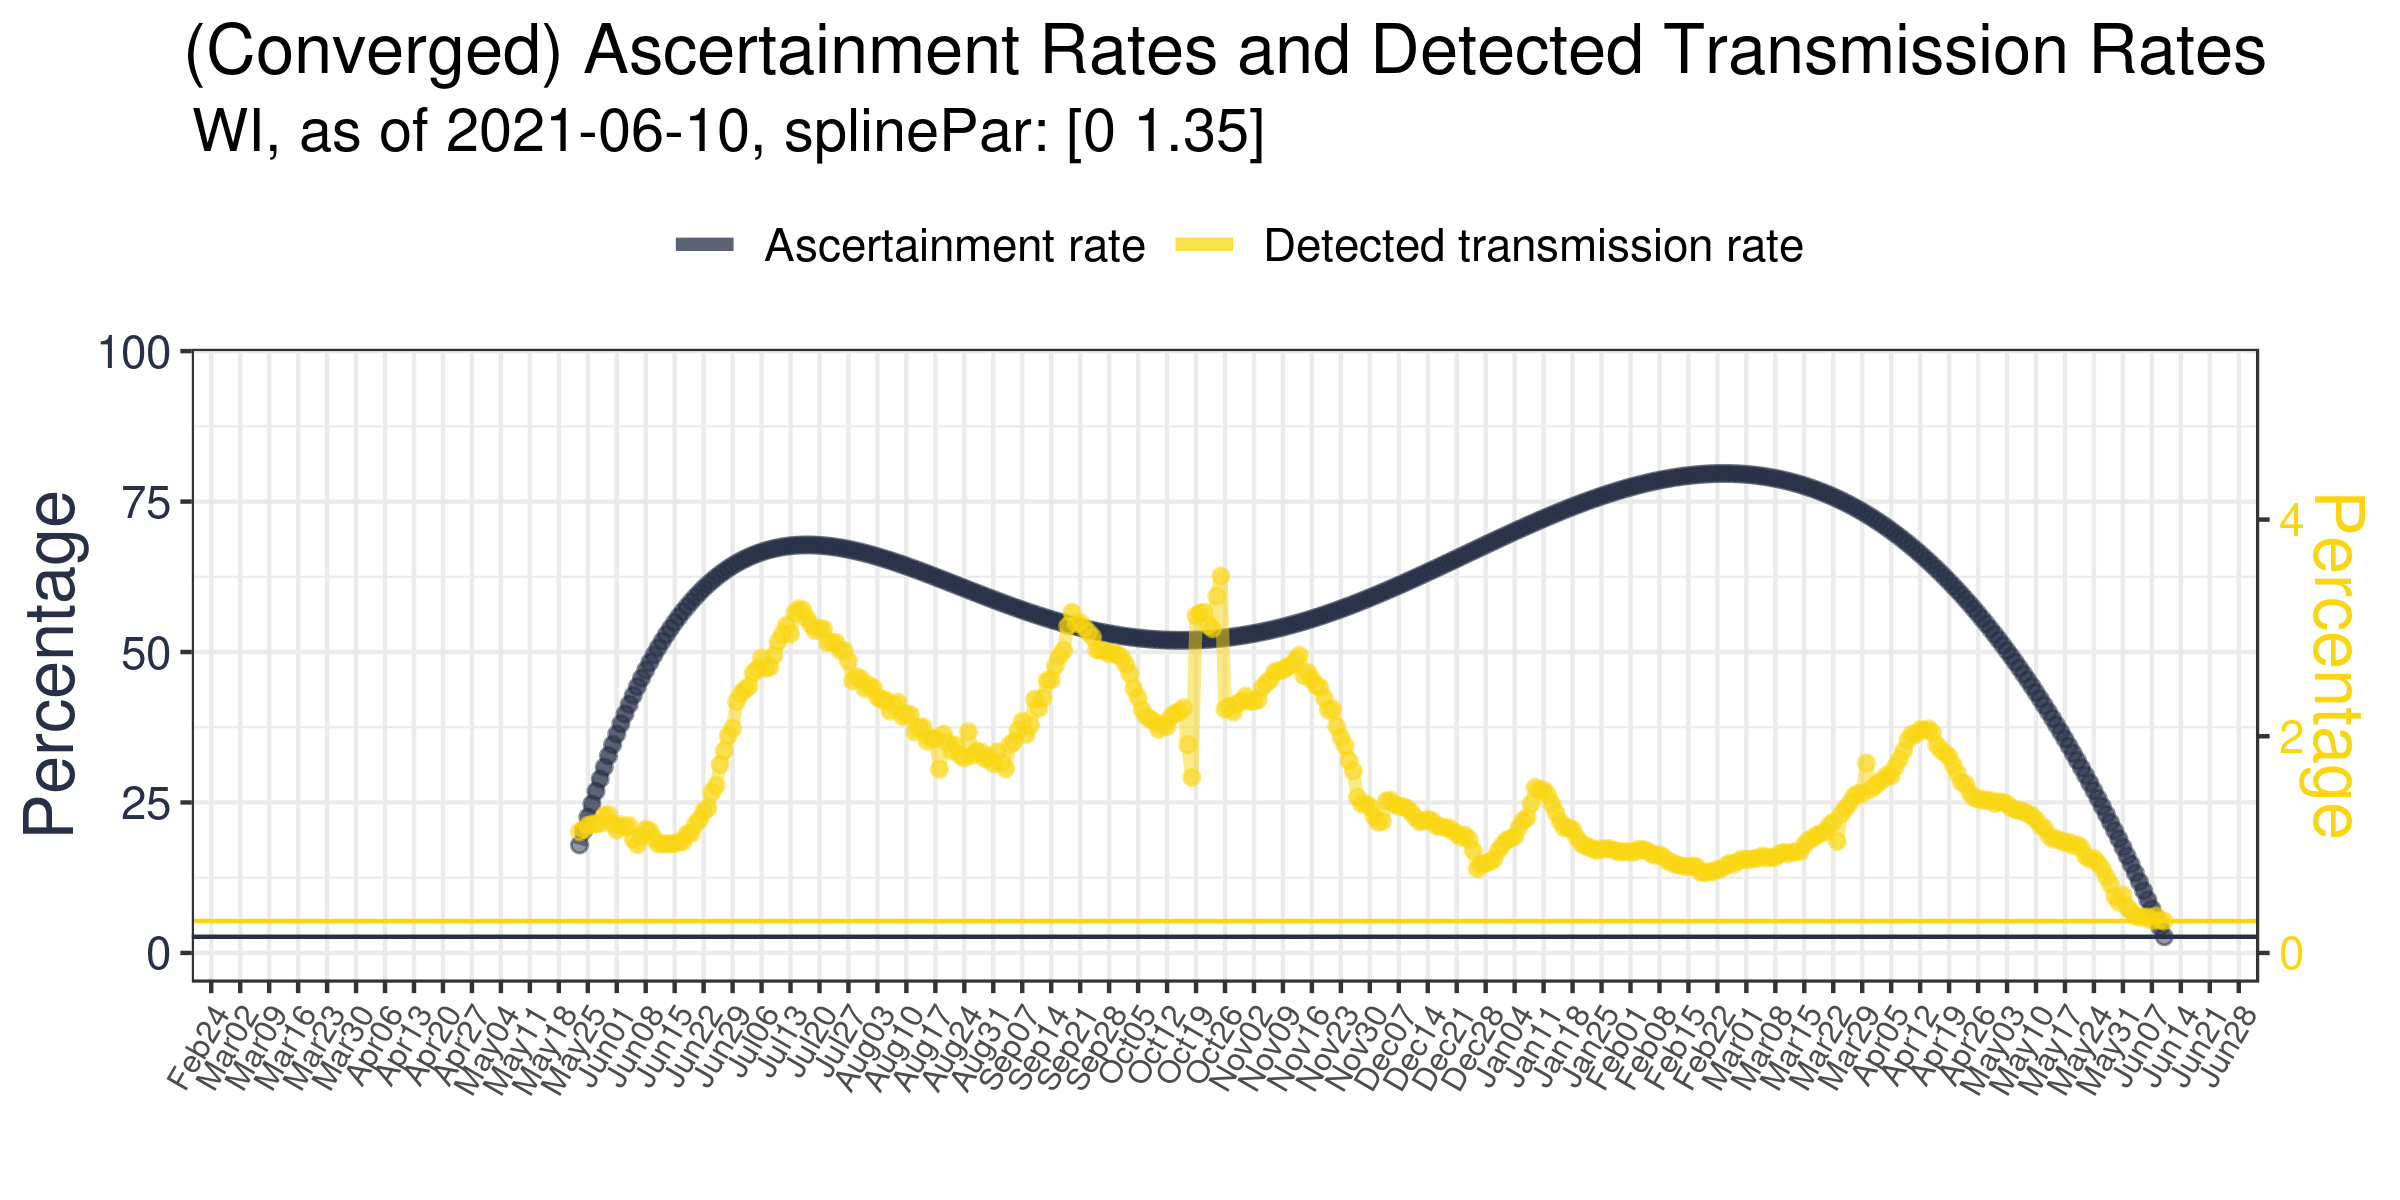 (Converged) Ascertainment Rates and Detected Transmission Rates
WI, as of 2021-06-10, splinePar: [0 1.35]
Ascertainment rate
Detected transmission rate
Percentage
100
75
50
25
0
4
2
0
Percentage
Feb24
Mar02
Mar09
Mar16
Mar23
Mar30
Apr06
Apr13
Apr20
Apr27
May04
May11
May18
May25
Jun01
Jun08
Jun15
Jun22
Jun29
Jul06
Jul13
Jul20
Jul27
Aug03
Aug10
Aug17
Aug24
Aug31
Sep07
Sep14
Sep21
Sep28
Oct05
Oct12
Oct19
Oct26
Nov02
Nov09
Nov16
Nov23
Nov30
Dec07
Dec14
Dec21
Dec28
Jan04
Jan11
Jan18
Jan25
Feb01
Feb08
Feb15
Feb22
Mar01
Mar08
Mar15
Mar22
Mar29
Apr05
Apr12
Apr19
Apr26
May03
May10
May17
May24
May31
Jun07
Jun14
Jun21
Jun28